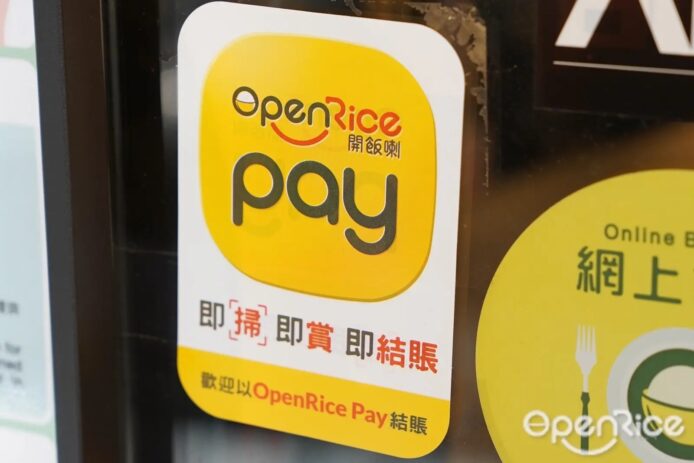 OpenRice
開飯喇
pay
即掃 即賞 即結賬
歡迎以OpenRice Pay結賬
Online
網上
OpenRice